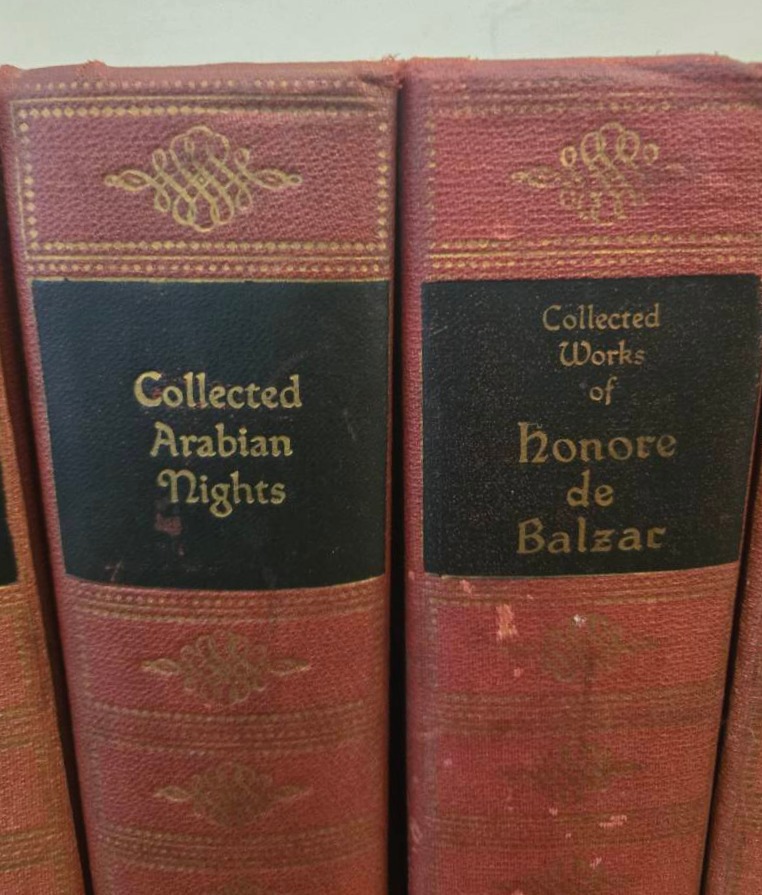 Collected
Arabian
Nights
Collected
Works
of
Honore
de
Balzac